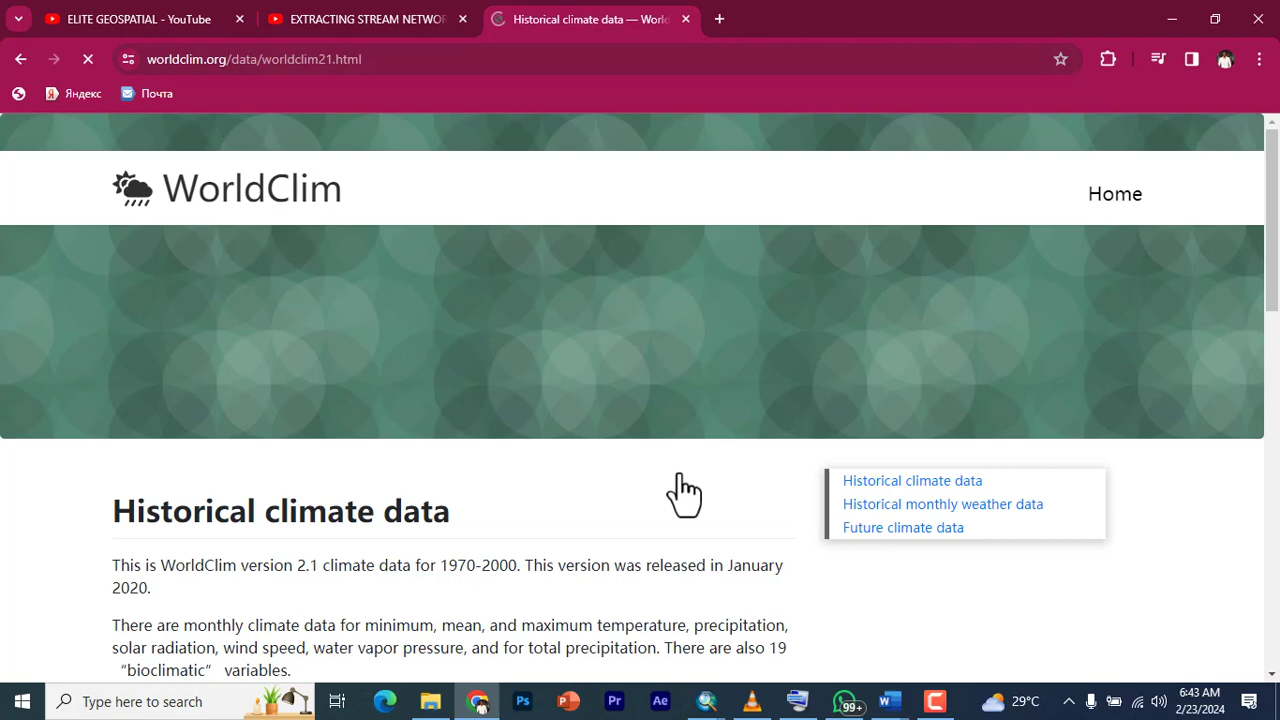 ELITE GEOSPATIAL - YouTube
EXTRACTING STREAM NETWOR
Historical climate data — World
worldclim.org/data/worldclim21.html
Яндекс
Почта
WorldClim
Home
Historical climate data
Historical climate data
Historical monthly weather data
Future climate data
This is WorldClim version 2.1 climate data for 1970-2000. This version was released in January
2020.
There are monthly climate data for minimum, mean, and maximum temperature, precipitation,
solar radiation, wind speed, water vapor pressure, and for total precipitation. There are also 19
“bioclimatic” variables.
Type here to search
Ps
Pr
Ae
99+
29°C
6:43 AM
2/23/2024